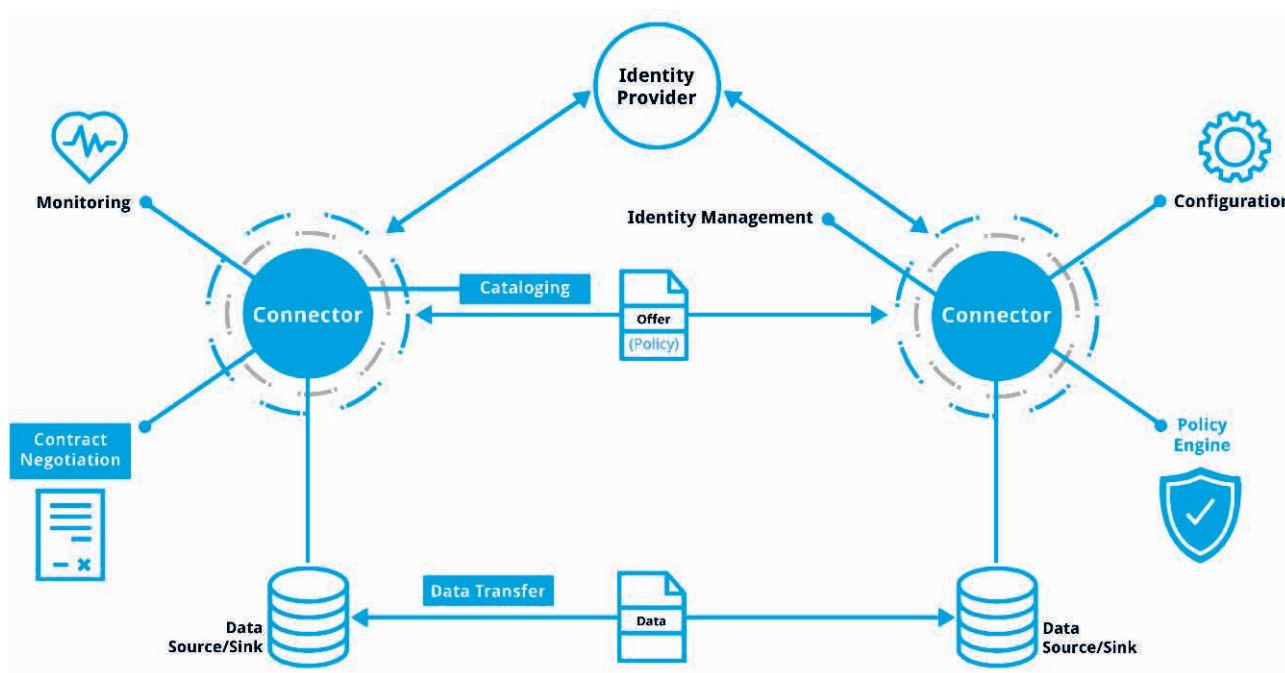 Identity
Provider
Monitoring
Configuration
Identity Management
Cataloging
Connector
Offer
(Policy)
Connector
Contract
Negotiation
Policy
Engine
Data Transfer
Data
Source/Sink
Data
Data
Source/Sink